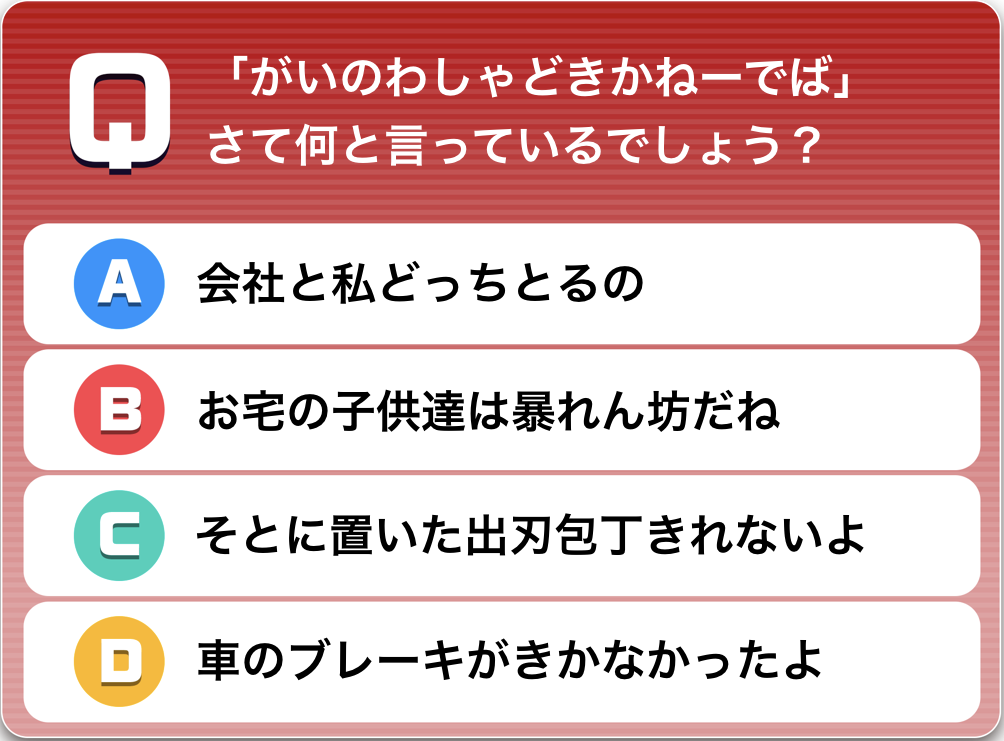 Q
「がいのわしゃどきかねーでば」
さて何と言っているでしょう？
A 会社と私どっちとるの
B お宅の子供達は暴れん坊だね
C そとに置いた出刃包丁きれないよ
D 車のブレーキがきかなかったよ